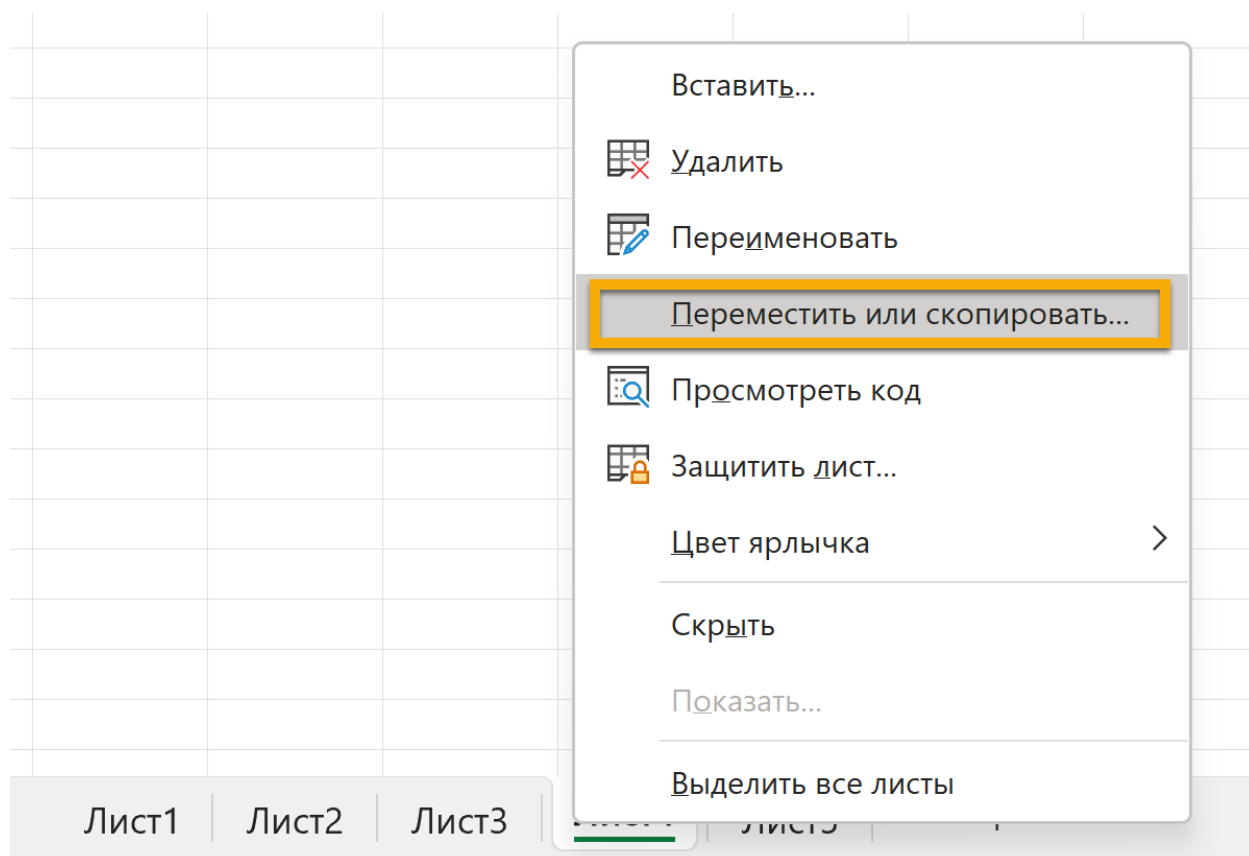 Вставить...
Удалить
Переименовать
Переместить или скопировать...
Просмотреть код
Защитить лист...
Цвет ярлычка
Скрыть
Показать...
Выделить все листы
Лист1 Лист2 Лист3